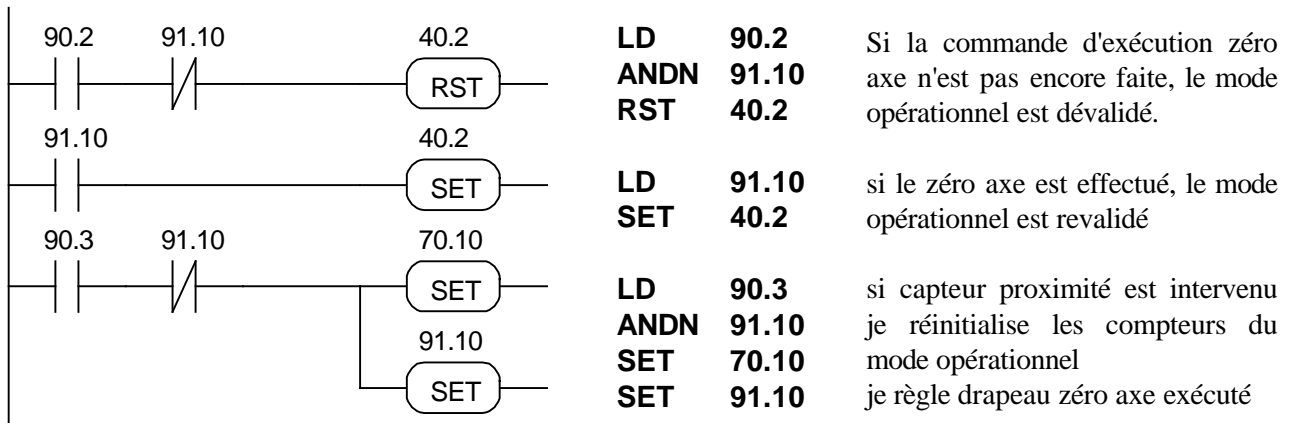 90.2 91.10 40.2
RST
91.10 40.2
SET
90.3 91.10 70.10
SET
91.10
SET
LD 90.2
ANDN 91.10
RST 40.2
LD 91.10
SET 40.2
LD 90.3
ANDN 91.10
SET 70.10
SET 91.10
Si la commande d'exécution zéro
axe n'est pas encore faite, le mode
opérationnel est dévalidé.
si le zéro axe est effectué, le mode
opérationnel est revalidé
si capteur proximité est intervenu
je réinitialise les compteurs du
mode opérationnel
je règle drapeau zéro axe exécuté